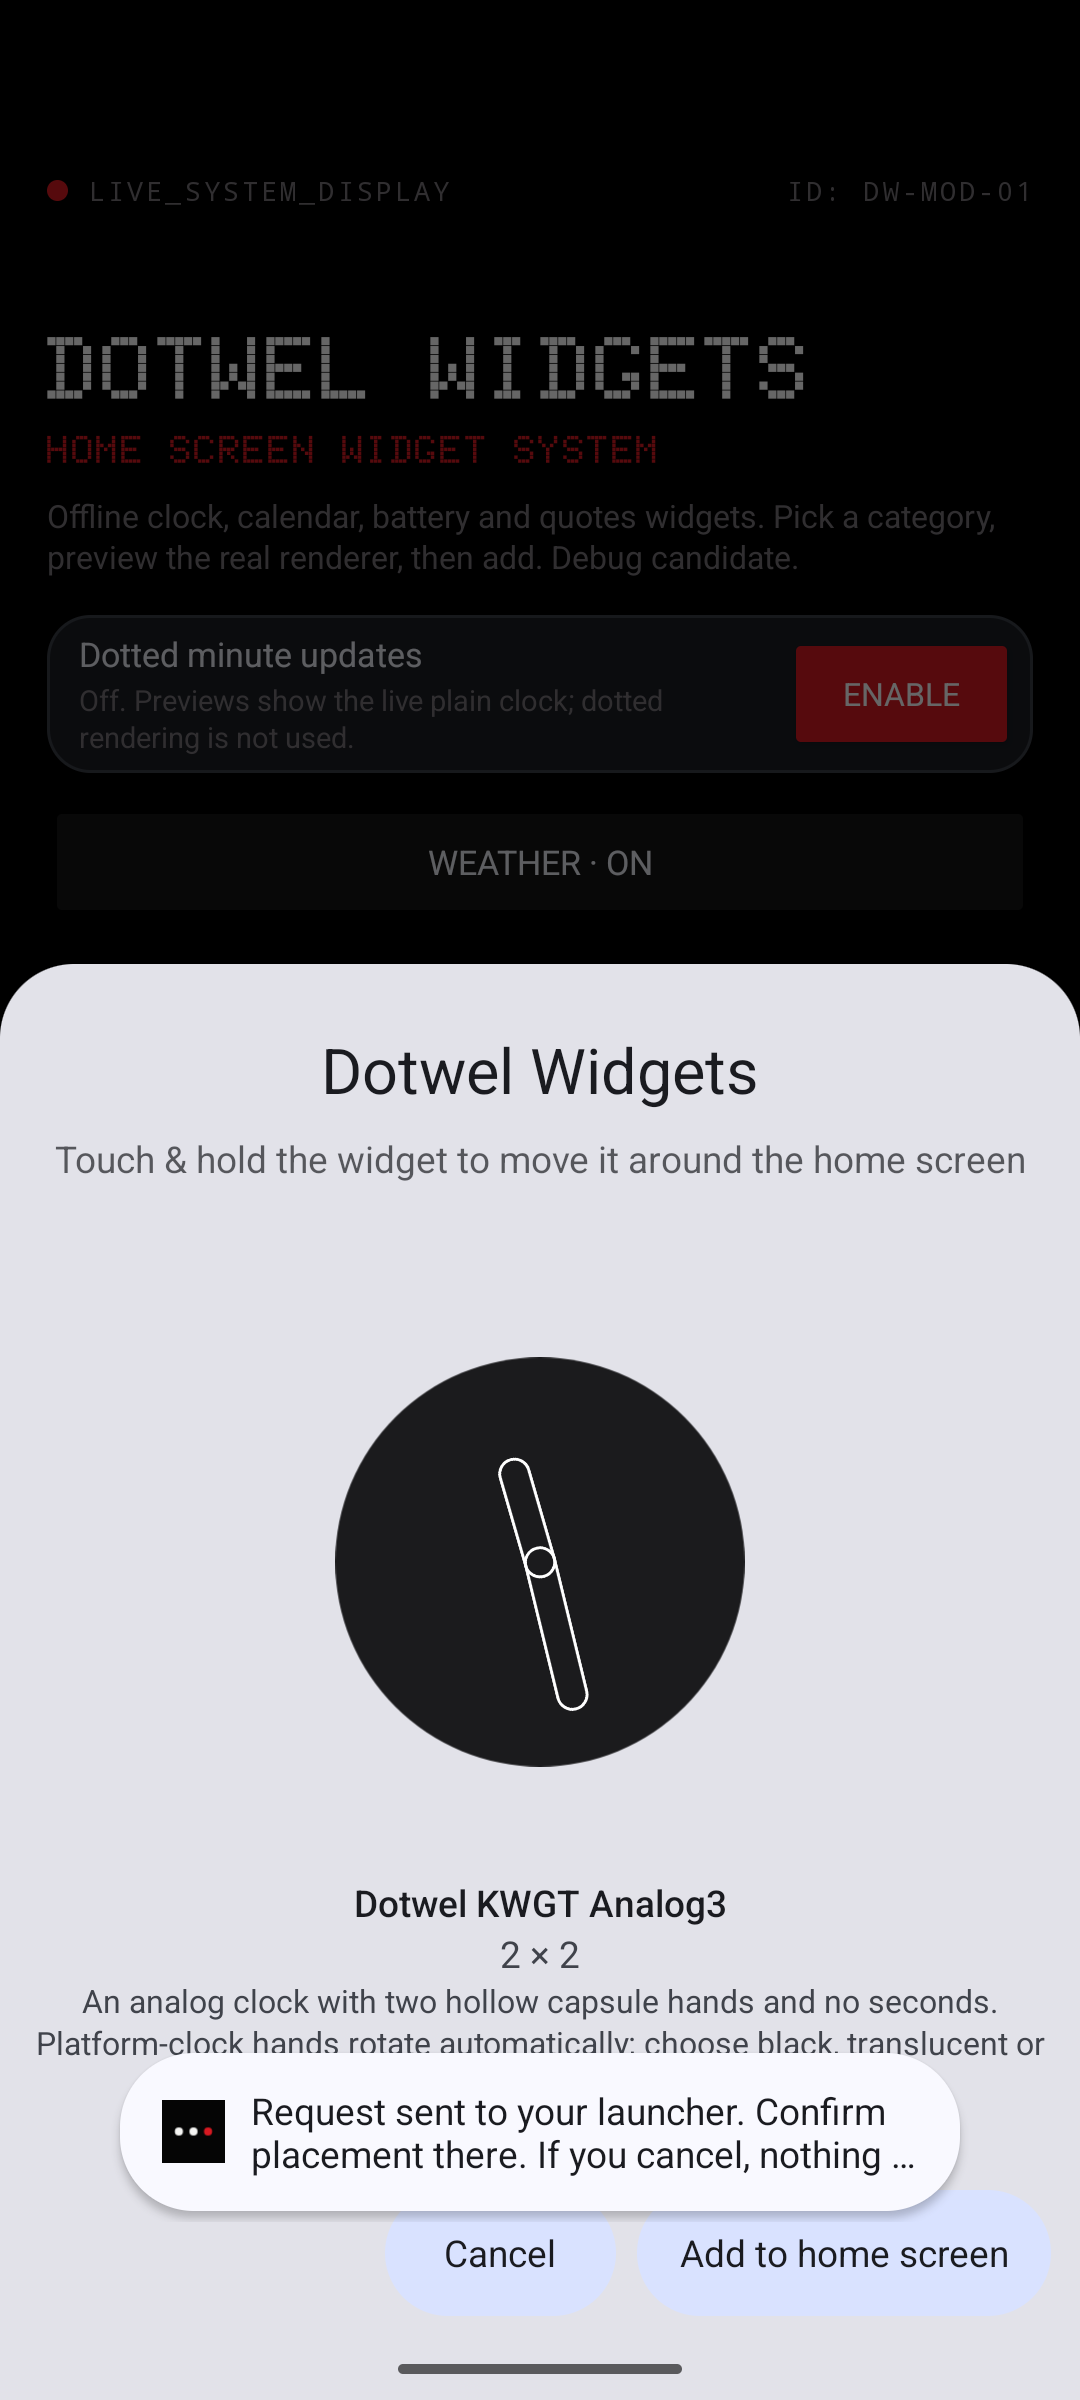 LIVE_SYSTEM_DISPLAY
ID: DW-MOD-01
DOTWEL WIDGETS
HOME SCREEN WIDGET SYSTEM
Offline clock, calendar, battery and quotes widgets. Pick a category,
preview the real renderer, then add. Debug candidate.
Dotted minute updates
Off. Previews show the live plain clock; dotted
rendering is not used.
ENABLE
WEATHER · ON
Dotwel Widgets
Touch & hold the widget to move it around the home screen
Dotwel KWGT Analog3
2 × 2
An analog clock with two hollow capsule hands and no seconds.
Platform-clock hands rotate automatically; choose black, translucent or
Request sent to your launcher. Confirm
placement there. If you cancel, nothing ...
Cancel
Add to home screen